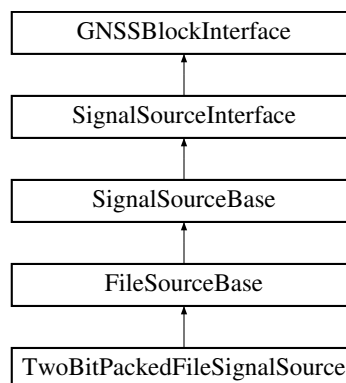 GNSSBlockInterface
SignalSourceInterface
SignalSourceBase
FileSourceBase
TwoBitPackedFileSignalSource